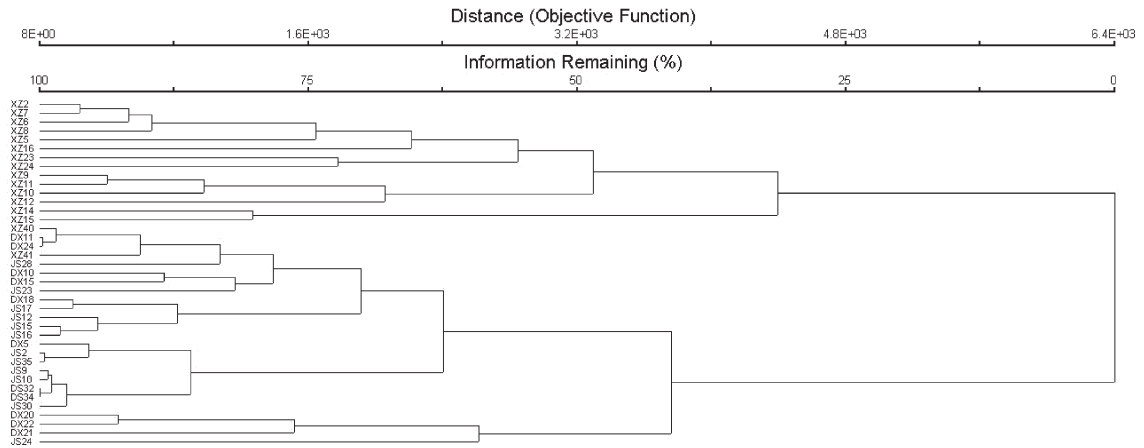 Distance (Objective Function)
8E+00 1.6E+03 3.2E+03 4.8E+03 6.4E+03
Information Remaining (%)
100 75 50 25 0
XZ2
XZ7
XZ6
XZ8
XZ5
XZ16
XZ23
XZ24
XZ9
XZ11
XZ10
XZ12
XZ14
XZ15
XZ40
DX11
DX24
XZ41
JS28
DX10
DX15
JS23
DX18
JS17
JS12
JS15
JS16
DX5
JS2
JS35
JS9
JS10
DS32
DS34
JS30
DX20
DX22
DX21
JS24